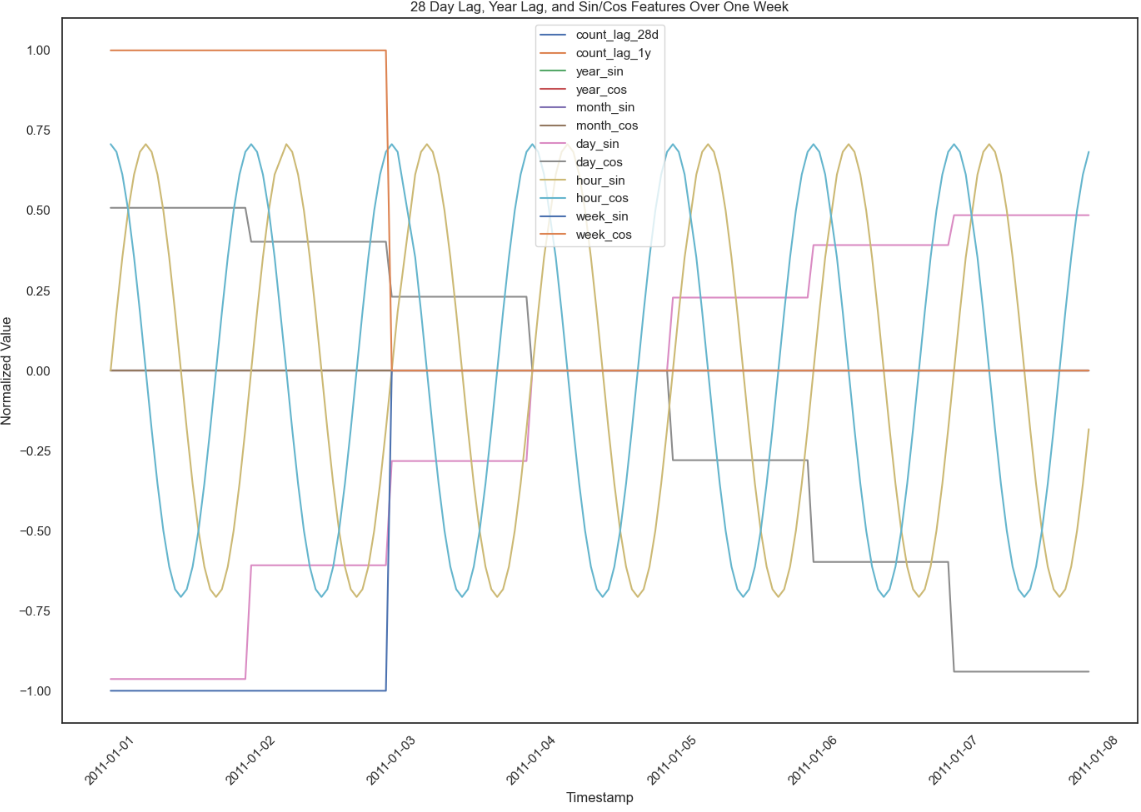 28 Day Lag, Year Lag, and Sin/Cos Features Over One Week
count_lag_28d
count_lag_1y
year_sin
year_cos
month_sin
month_cos
day_sin
day_cos
hour_sin
hour_cos
week_sin
week_cos
1.00
0.75
0.50
0.25
0.00
−0.25
−0.50
−0.75
−1.00
Normalized Value
2011-01-01
2011-01-02
2011-01-03
2011-01-04
2011-01-05
2011-01-06
2011-01-07
2011-01-08
Timestamp